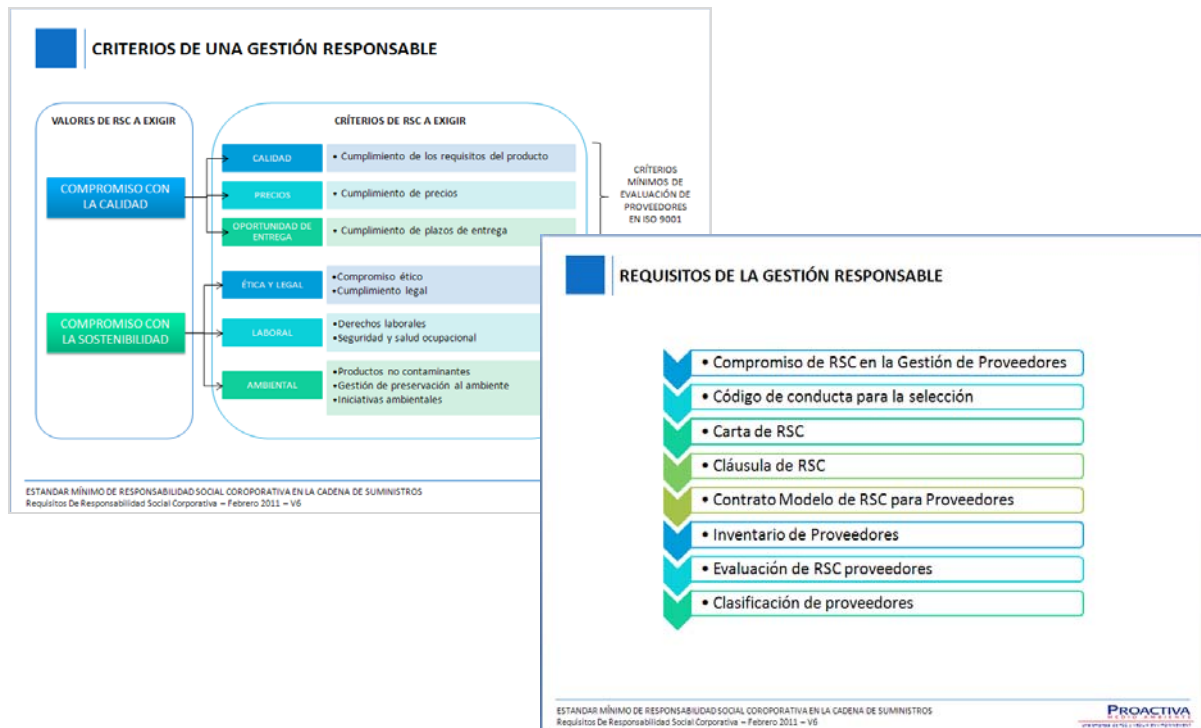 CRITERIOS DE UNA GESTIÓN RESPONSABLE
VALORES DE RSC A EXIGIR
CRÍTERIOS DE RSC A EXIGIR
COMPROMISO CON
LA CALIDAD
CALIDAD
• Cumplimiento de los requisitos del producto
PRECIOS
• Cumplimiento de precios
OPORTUNIDAD DE
ENTREGA
• Cumplimiento de plazos de entrega
CRÍTERIOS
MÍNIMOS DE
EVALUACIÓN DE
PROVEEDORES
EN ISO 9001
COMPROMISO CON
LA SOSTENIBILIDAD
ÉTICA Y LEGAL
•Compromiso ético
•Cumplimiento legal
LABORAL
•Derechos laborales
•Seguridad y salud ocupacional
AMBIENTAL
•Productos no contaminantes
•Gestión de preservación al ambiente
•Iniciativas ambientales
ESTANDAR MÍNIMO DE RESPONSABILIDAD SOCIAL COROPORATIVA EN LA CADENA DE SUMINISTROS
Requisitos De Responsabilidad Social Corporativa – Febrero 2011 – V6
REQUISITOS DE LA GESTIÓN RESPONSABLE
• Compromiso de RSC en la Gestión de Proveedores
• Código de conducta para la selección
• Carta de RSC
• Cláusula de RSC
• Contrato Modelo de RSC para Proveedores
• Inventario de Proveedores
• Evaluación de RSC proveedores
• Clasificación de proveedores
ESTANDAR MÍNIMO DE RESPONSABILIDAD SOCIAL COROPORATIVA EN LA CADENA DE SUMINISTROS
Requisitos De Responsabilidad Social Corporativa – Febrero 2011 – V6
PROACTIVA
MEDIO AMBIENTE